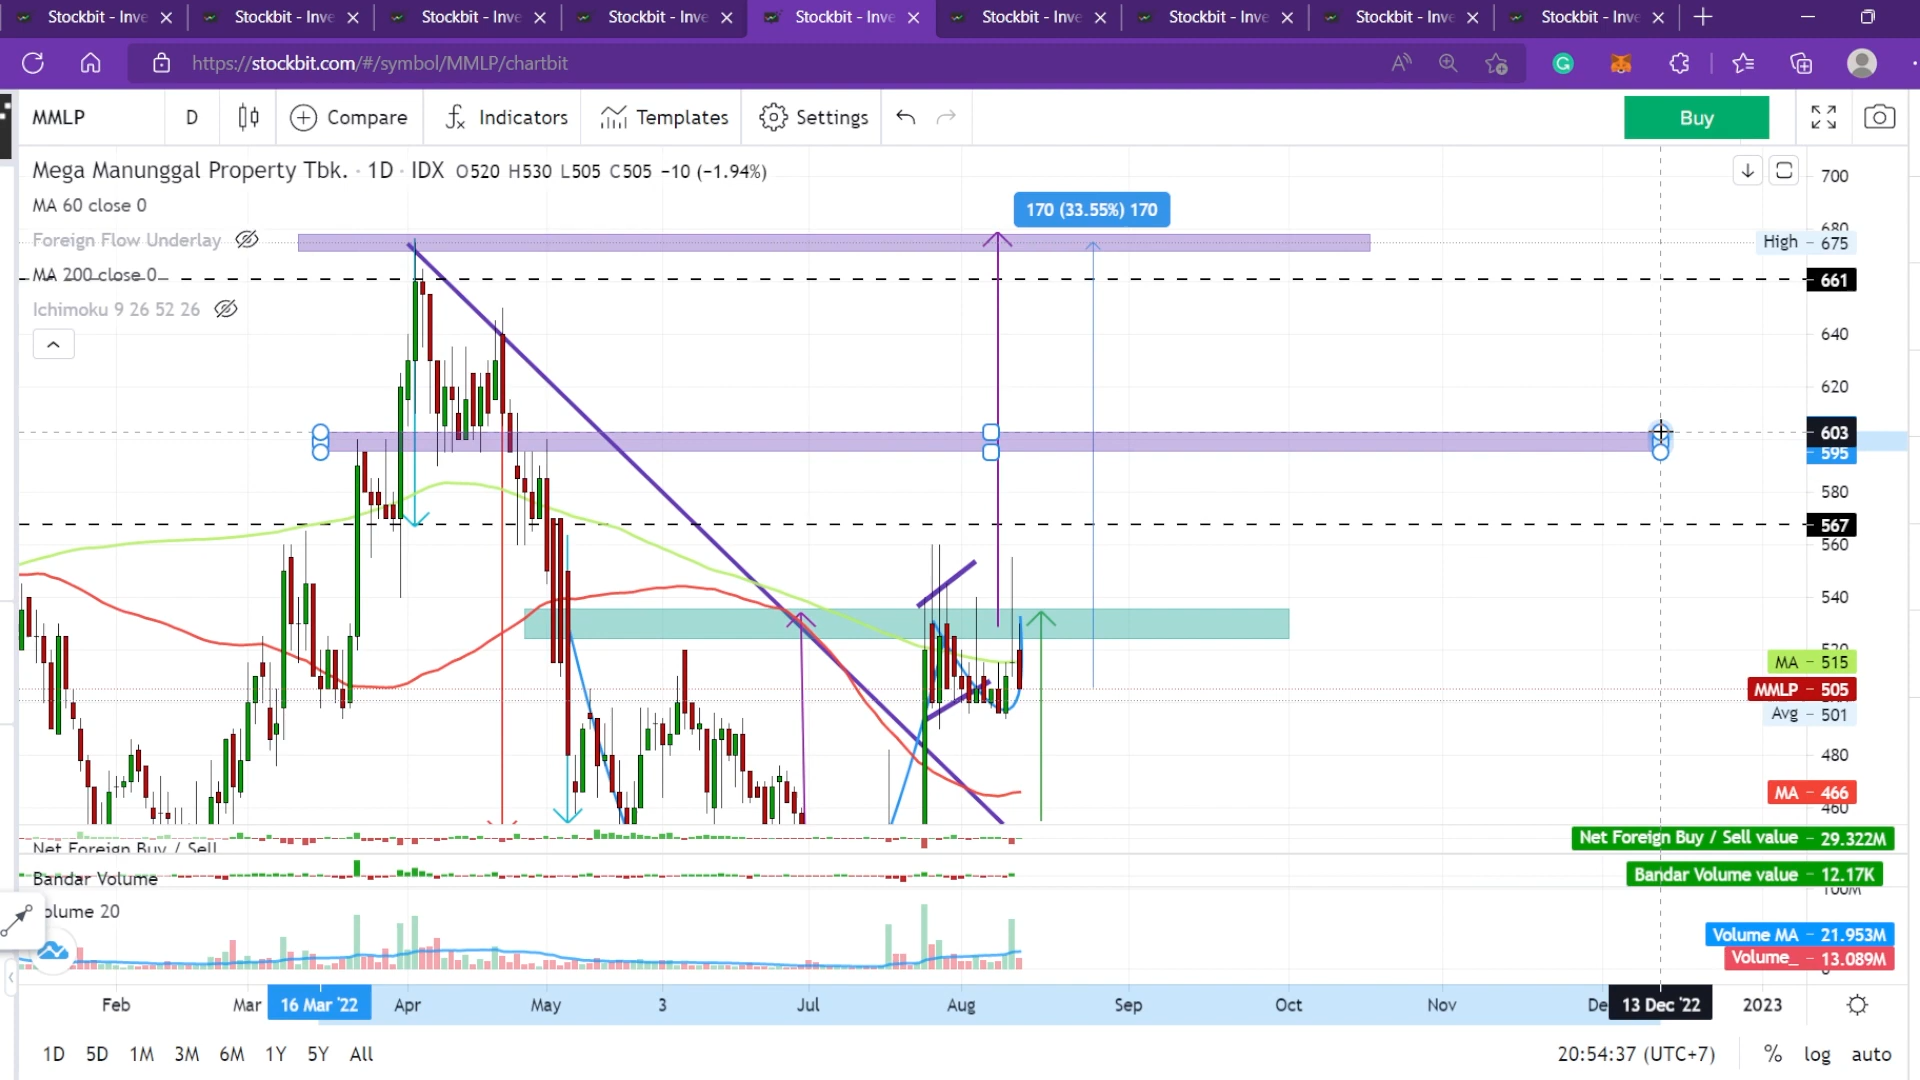 Stockbit - Inve Stockbit - Inve Stockbit - Inve Stockbit - Inve Stockbit - Inve Stockbit - Inve Stockbit - Inve Stockbit - Inve Stockbit - Inve
https://stockbit.com/#/symbol/MMLP/chartbit
MMLP D Compare Indicators Templates Settings Buy
Mega Manunggal Property Tbk. · 1D · IDX O520 H530 L505 C505 −10 (−1.94%)
700
MA 60 close 0
170 (33.55%) 170
680
Foreign Flow Underlay
High − 675
MA 200 close 0
661
Ichimoku 9 26 52 26
640
620
603
595
580
567
560
540
520
MA − 515
MMLP − 505
Avg − 501
480
MA − 466
460
Net Foreign Buy / Sell value − 29.322M
Net Foreign Buy / Sell
Bandar Volume value − 12.17K
Bandar Volume
100M
olume 20
Volume MA − 21.953M
Volume_ − 13.089M
0
Feb Mar 16 Mar '22 Apr May 3 Jul Aug Sep Oct Nov De 13 Dec '22 2023
1D 5D 1M 3M 6M 1Y 5Y All 20:54:37 (UTC+7) % log auto